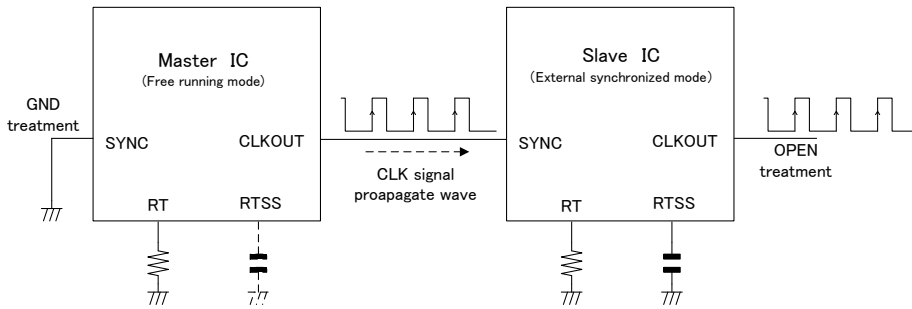 Master IC
(Free running mode)
GND
treatment
SYNC
CLKOUT
RT
RTSS
CLK signal
proapagate wave
Slave IC
(External synchronized mode)
SYNC
CLKOUT
RT
RTSS
OPEN
treatment